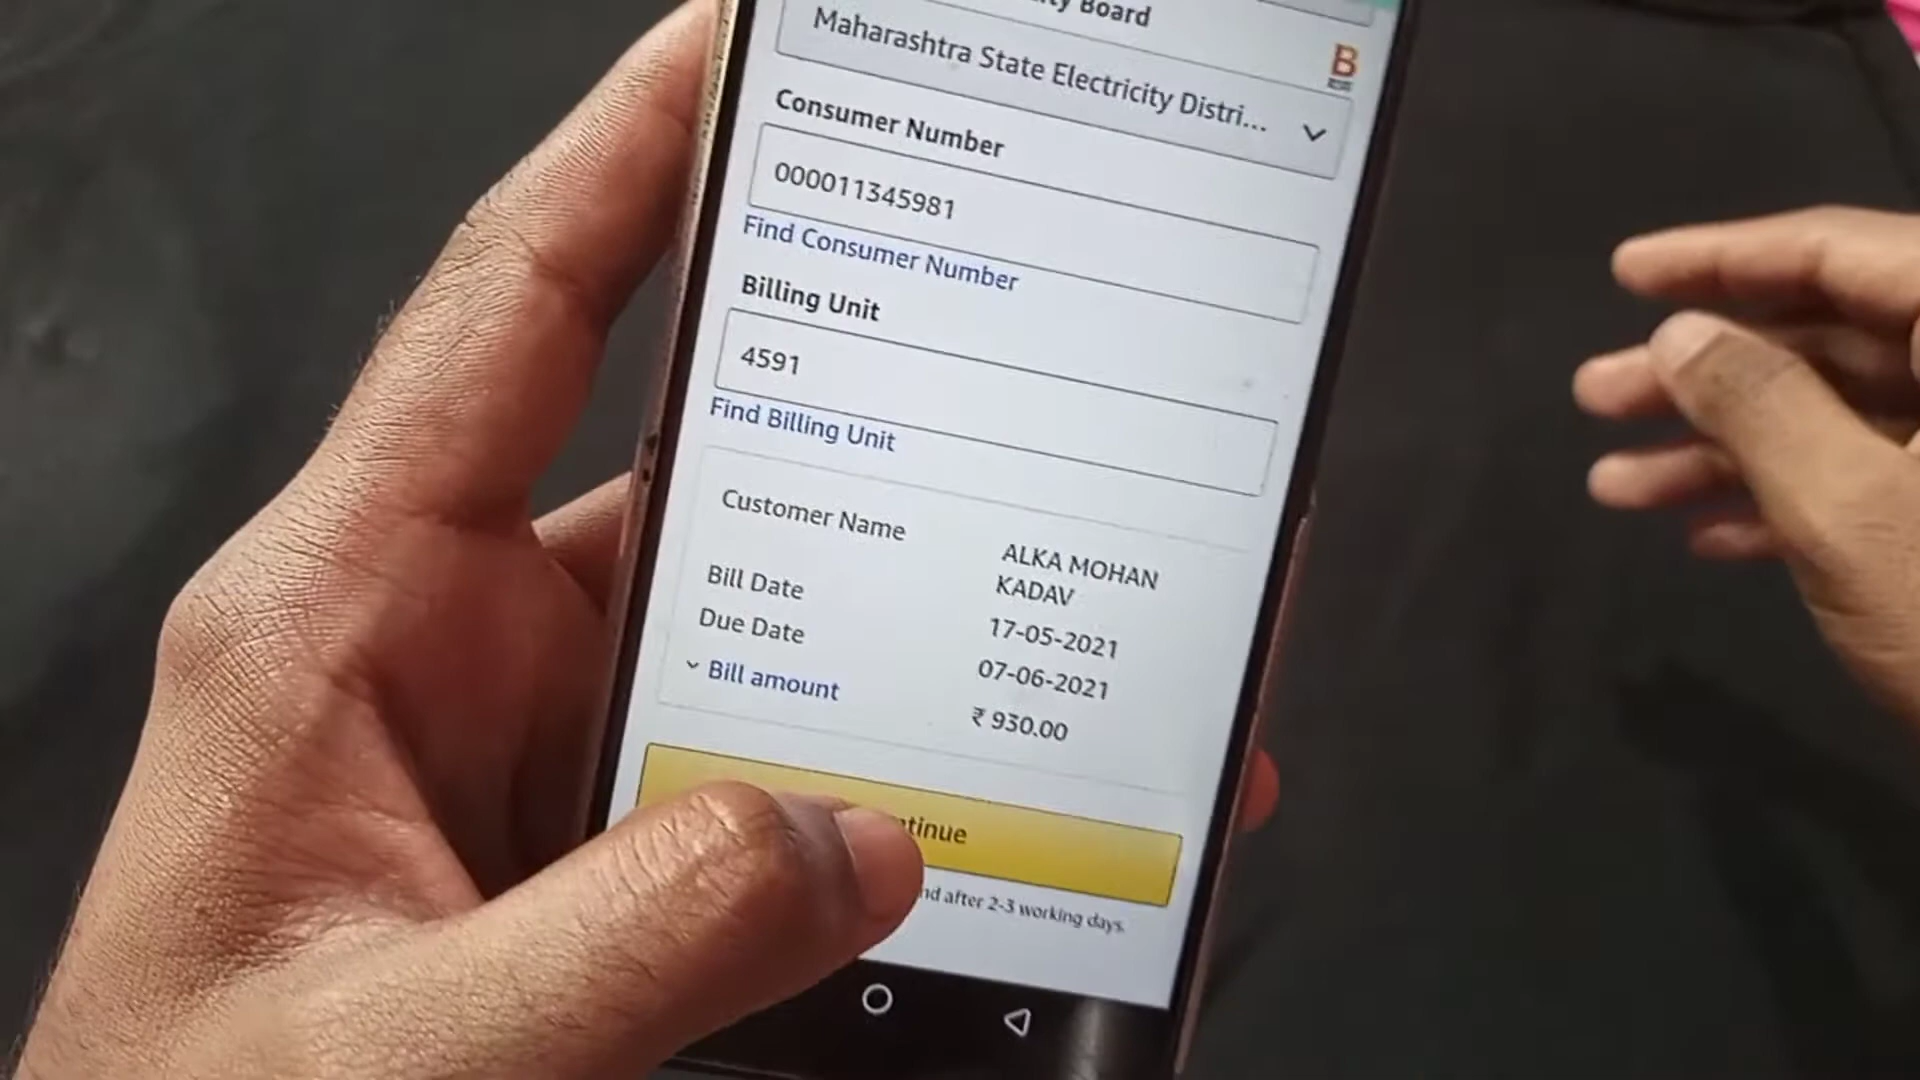 Board
Maharashtra State Electricity Distri...
B
Consumer Number
000011345981
Find Consumer Number
Billing Unit
4591
Find Billing Unit
Customer Name ALKA MOHAN KADAV
Bill Date 17-05-2021
Due Date 07-06-2021
Bill amount ₹ 930.00
after 2-3 working days